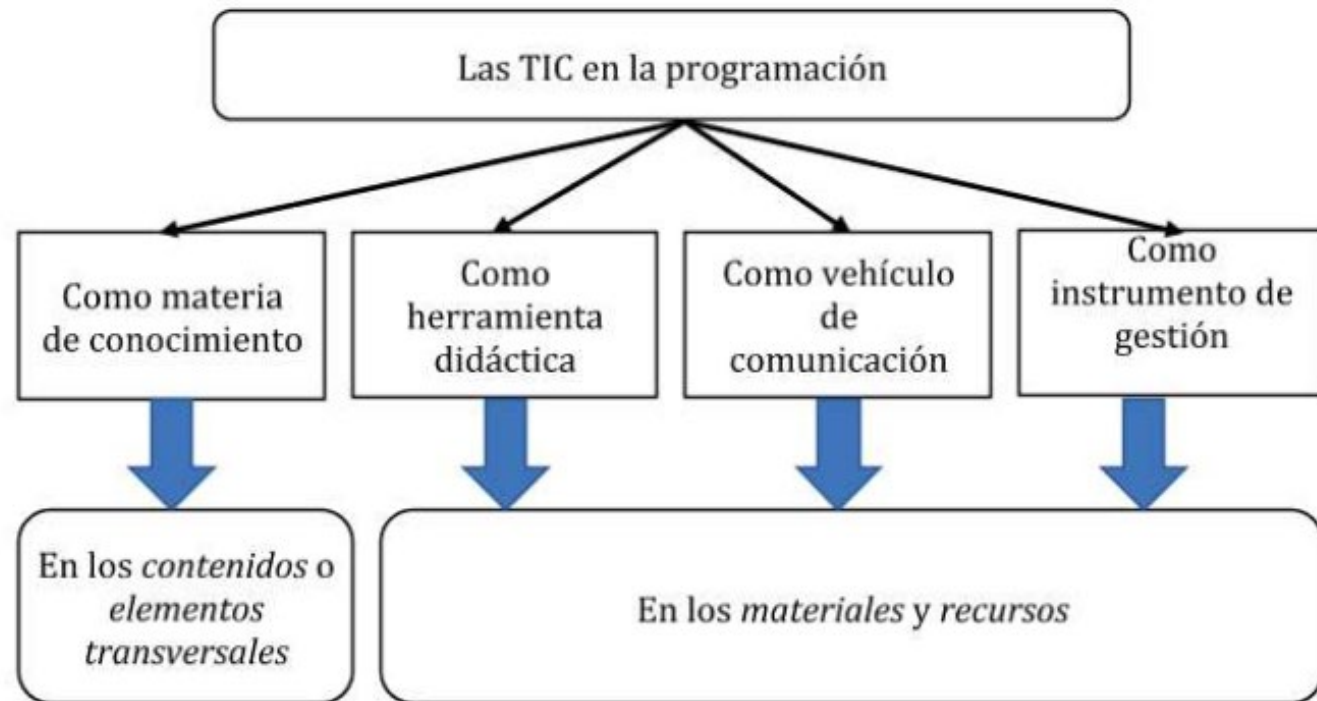 Las TIC en la programación
Como materia
de conocimiento
Como
herramienta
didáctica
Como vehículo
de
comunicación
Como
instrumento de
gestión
En los contenidos o
elementos
transversales
En los materiales y recursos